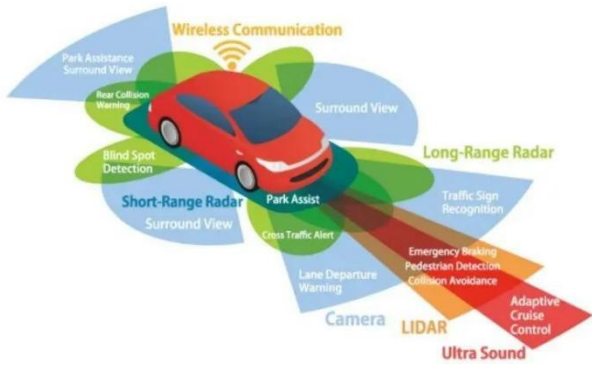 Wireless Communication
Park Assistance
Surround View
Rear Collision
Warning
Surround View
Blind Spot
Detection
Long-Range Radar
Short-Range Radar
Park Assist
Traffic Sign
Recognition
Surround View
Cross Traffic Alert
Emergency Braking
Pedestrian Detection
Collision Avoidance
Lane Departure
Warning
Adaptive
Cruise
Control
Camera
LIDAR
Ultra Sound